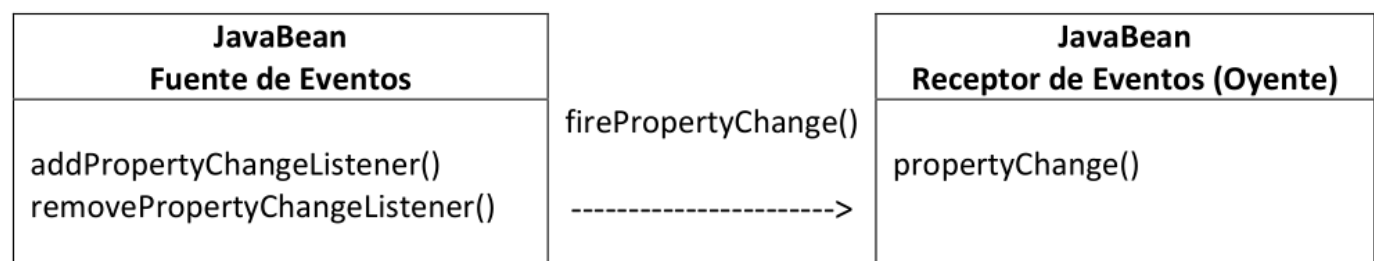 JavaBean
Fuente de Eventos
addPropertyChangeListener()
removePropertyChangeListener()
firePropertyChange()
----------------------->
JavaBean
Receptor de Eventos (Oyente)
propertyChange()